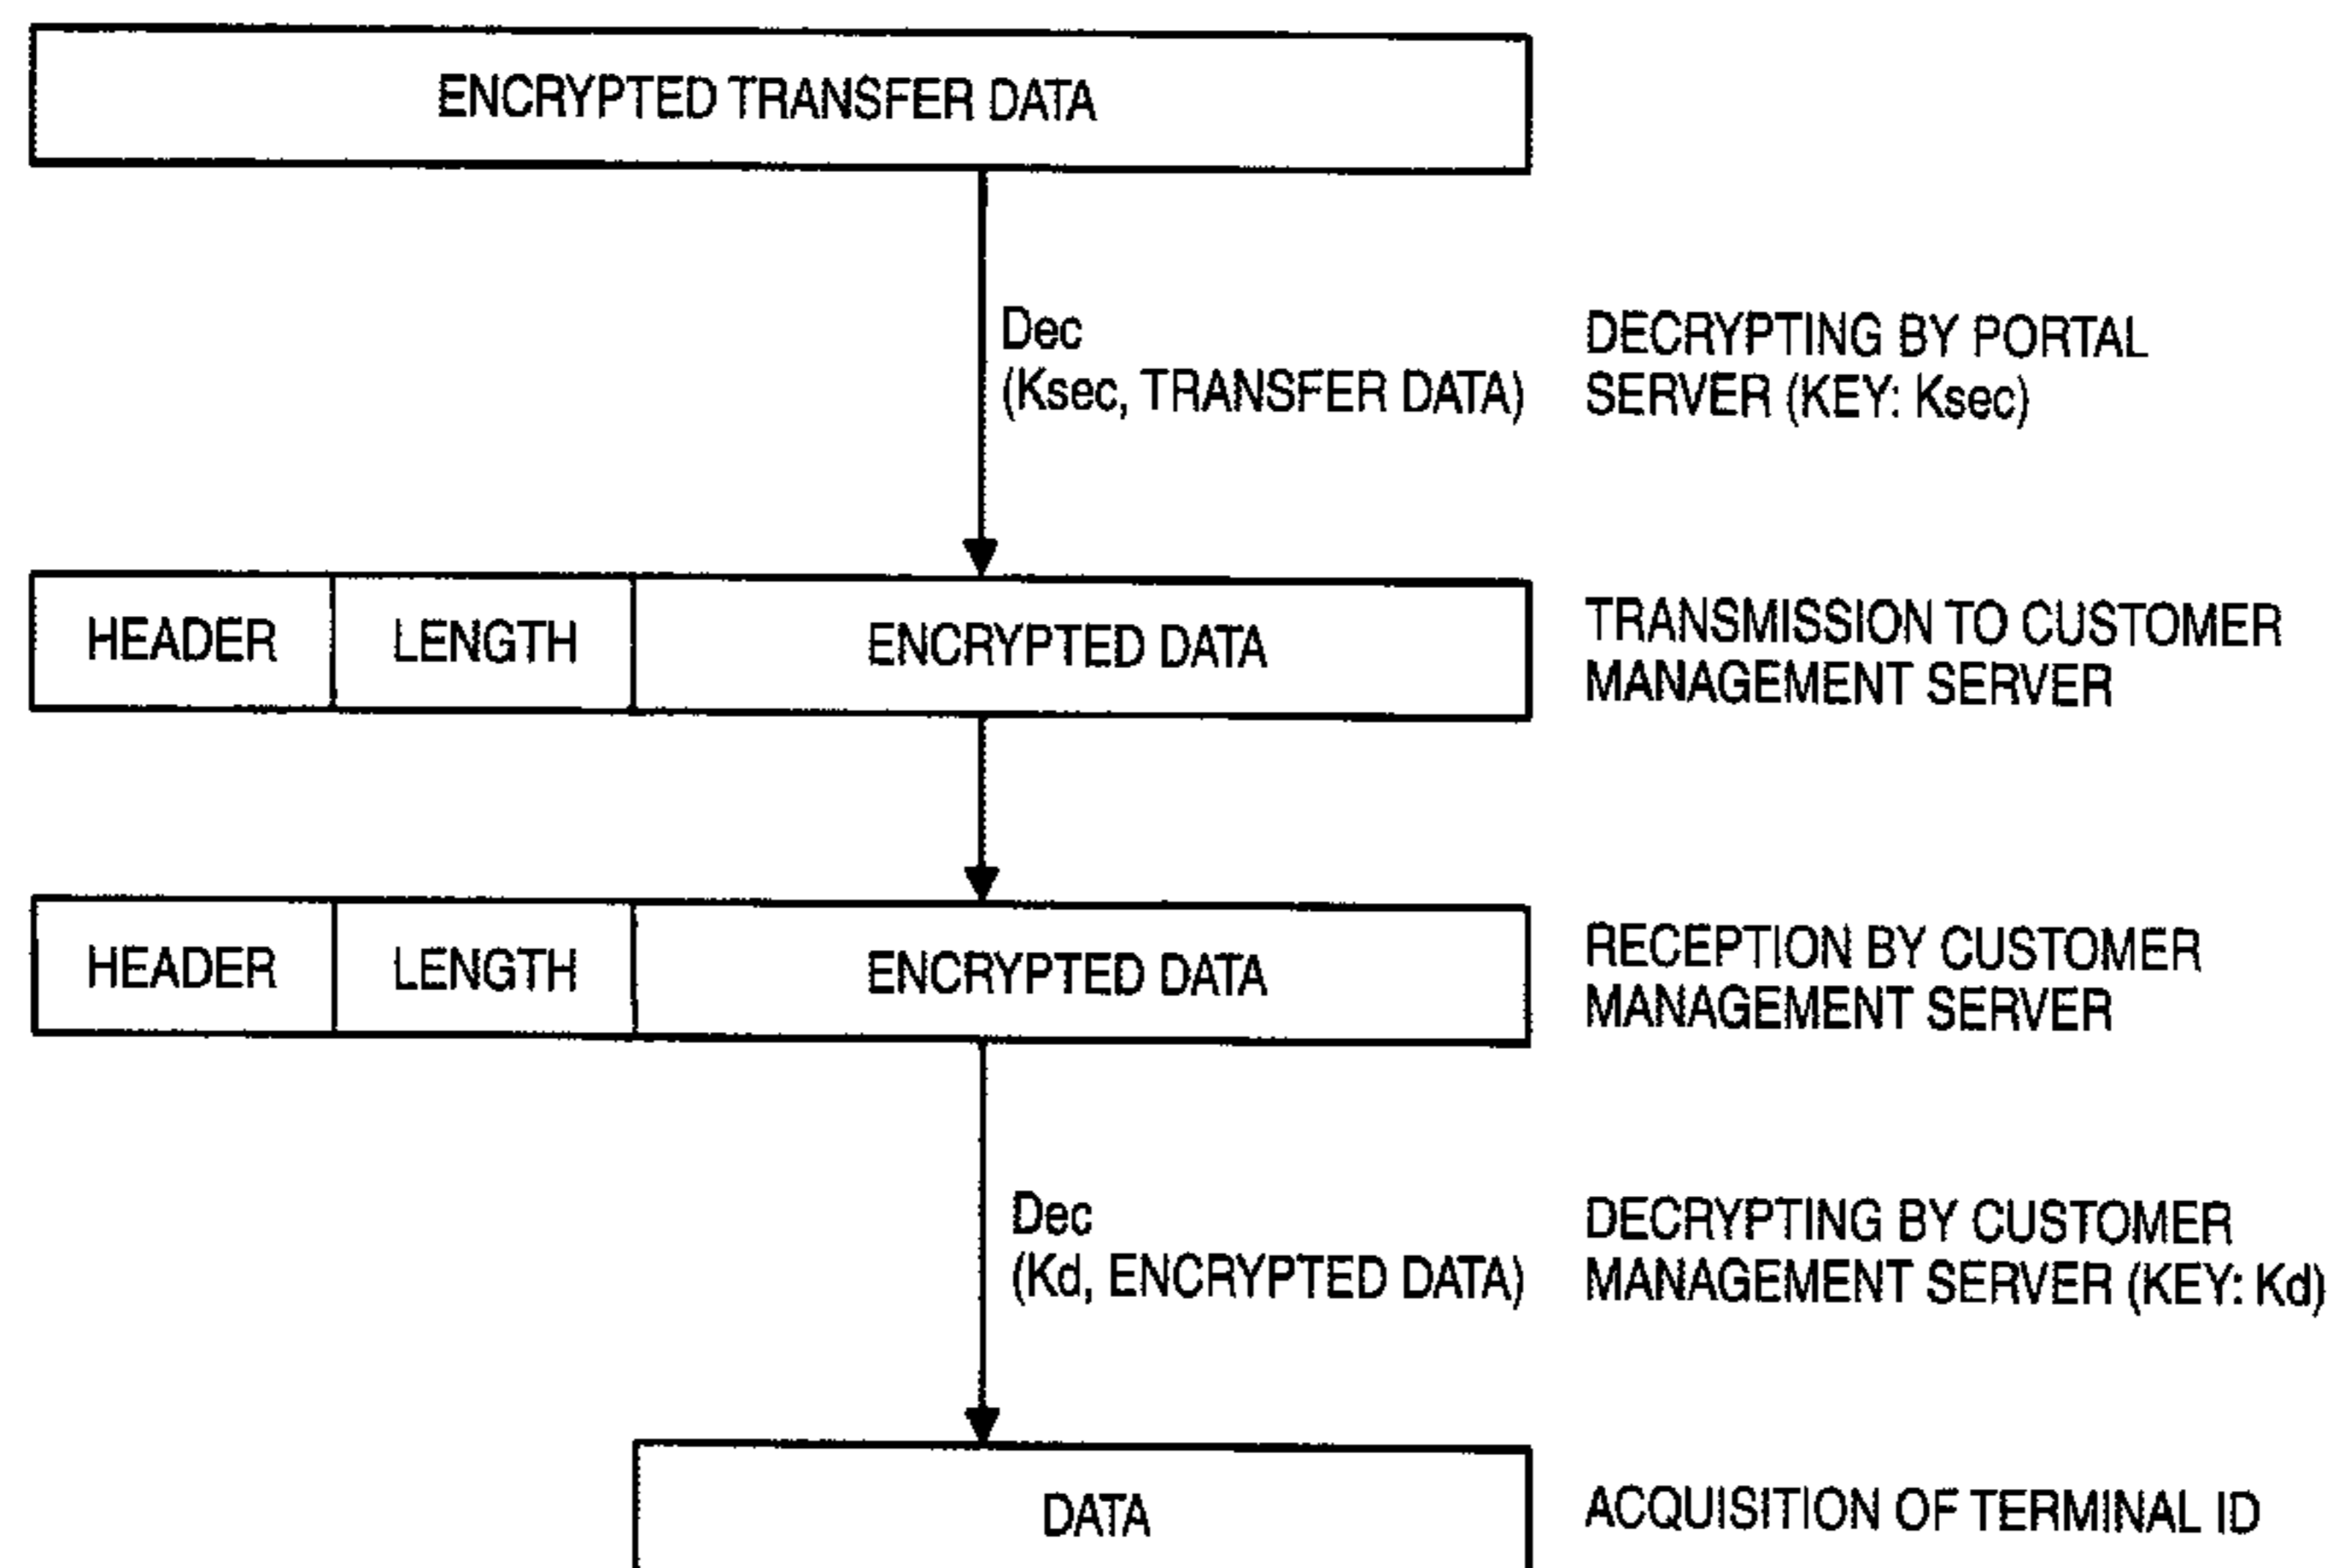 ENCRYPTED TRANSFER DATA
Dec
(Ksec, TRANSFER DATA)
DECRYPTING BY PORTAL
SERVER (KEY: Ksec)
HEADER
LENGTH
ENCRYPTED DATA
TRANSMISSION TO CUSTOMER
MANAGEMENT SERVER
HEADER
LENGTH
ENCRYPTED DATA
RECEPTION BY CUSTOMER
MANAGEMENT SERVER
Dec
(Kd, ENCRYPTED DATA)
DECRYPTING BY CUSTOMER
MANAGEMENT SERVER (KEY: Kd)
DATA
ACQUISITION OF TERMINAL ID